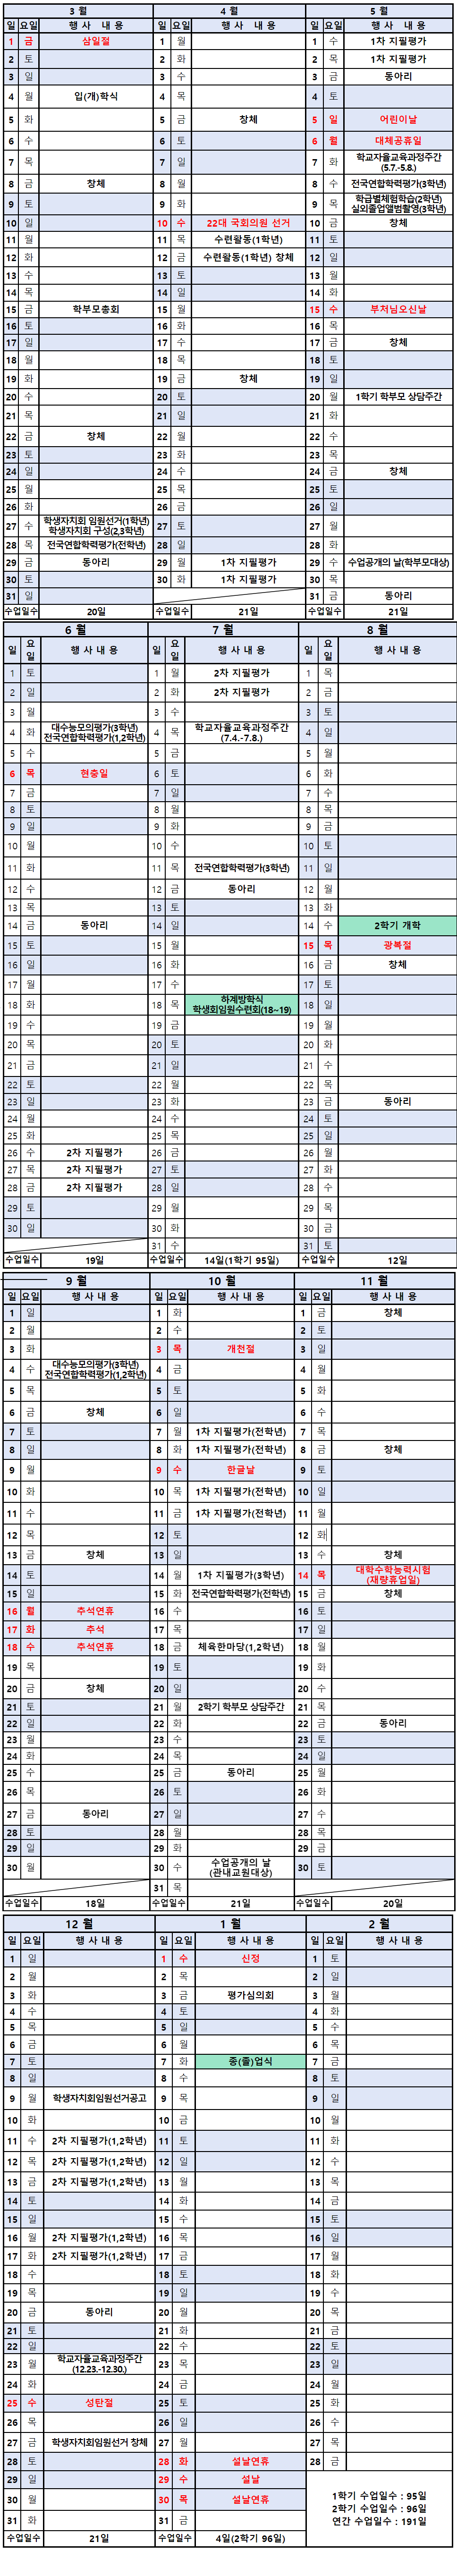 3 월 4 월 5 월
일 요일 행 사 내 용 일 요일 행 사 내 용 일 요일 행 사 내 용
1 금 삼일절 1 월 1 수 1차 지필평가
2 토 2 화 2 목 1차 지필평가
3 일 3 수 3 금 동아리
4 월 입(개)학식 4 목 4 토
5 화 5 금 창체 5 일 어린이날
6 수 6 토 6 월 대체공휴일
7 목 7 일 7 화 학교자율교육과정주간
(5.7.-5.8.)
8 금 창체 8 월 8 수 전국연합학력평가(3학년)
9 토 9 화 9 목 학급별체험학습(2학년)
실외졸업앨범촬영(3학년)
10 일 10 수 22대 국회의원 선거 10 금 창체
11 월 11 목 수련활동(1학년) 11 토
12 화 12 금 수련활동(1학년) 창체 12 일
13 수 13 토 13 월
14 목 14 일 14 화
15 금 학부모총회 15 월 15 수 부처님오신날
16 토 16 화 16 목
17 일 17 수 17 금 창체
18 월 18 목 18 토
19 화 19 금 창체 19 일
20 수 20 토 20 월 1학기 학부모 상담주간
21 목 21 일 21 화
22 금 창체 22 월 22 수
23 토 23 화 23 목
24 일 24 수 24 금 창체
25 월 25 목 25 토
26 화 26 금 26 일
27 수 학생자치회 임원선거(1학년)
학생자치회 구성(2,3학년) 27 토 27 월
28 목 전국연합학력평가(전학년) 28 일 28 화
29 금 동아리 29 월 1차 지필평가 29 수 수업공개의 날(학부모대상)
30 토 30 화 1차 지필평가 30 목
31 일 31 금 동아리
수업일수 20일 수업일수 21일 수업일수 21일
6 월 7 월 8 월
일 요일 행 사 내 용 일 요일 행 사 내 용 일 요일 행 사 내 용
1 토 1 월 2차 지필평가 1 목
2 일 2 화 2차 지필평가 2 금
3 월 3 수 3 토
4 화 대수능모의평가(3학년)
전국연합학력평가(1,2학년) 4 목 학교자율교육과정주간
(7.4.-7.8.) 4 일
5 수 5 금 5 월
6 목 현충일 6 토 6 화
7 금 7 일 7 수
8 토 8 월 8 목
9 일 9 화 9 금
10 월 10 수 10 토
11 화 11 목 전국연합학력평가(3학년) 11 일
12 수 12 금 동아리 12 월
13 목 13 토 13 화
14 금 동아리 14 일 14 수 2학기 개학
15 토 15 월 15 목 광복절
16 일 16 화 16 금 창체
17 월 17 수 17 토
18 화 18 목 하계방학식
학생회임원수련회(18~19) 18 일
19 수 19 금 19 월
20 목 20 토 20 화
21 금 21 일 21 수
22 토 22 월 22 목
23 일 23 화 23 금 동아리
24 월 24 수 24 토
25 화 25 목 25 일
26 수 2차 지필평가 26 금 26 월
27 목 2차 지필평가 27 토 27 화
28 금 2차 지필평가 28 일 28 수
29 토 29 월 29 목
30 일 30 화 30 금
31 수 31 토
수업일수 19일 수업일수 14일(1학기 95일) 수업일수 12일
9 월 10 월 11 월
일 요일 행 사 내 용 일 요일 행 사 내 용 일 요일 행 사 내 용
1 일 1 화 1 금 창체
2 월 2 수 2 토
3 화 3 목 개천절 3 일
4 수 대수능모의평가(3학년)
전국연합학력평가(1,2학년) 4 금 4 월
5 목 5 토 5 화
6 금 창체 6 일 6 수
7 토 7 월 1차 지필평가(전학년) 7 목
8 일 8 화 1차 지필평가(전학년) 8 금 창체
9 월 9 수 한글날 9 토
10 화 10 목 1차 지필평가(전학년) 10 일
11 수 11 금 1차 지필평가(전학년) 11 월
12 목 12 토 12 화
13 금 창체 13 일 13 수 창체
14 토 14 월 1차 지필평가(3학년) 14 목 대학수학능력시험
(재량휴업일)
15 일 15 화 전국연합학력평가(전학년) 15 금 창체
16 월 추석연휴 16 수 16 토
17 화 추석 17 목 17 일
18 수 추석연휴 18 금 체육한마당(1,2학년) 18 월
19 목 19 토 19 화
20 금 창체 20 일 20 수
21 토 21 월 2학기 학부모 상담주간 21 목
22 일 22 화 22 금 동아리
23 월 23 수 23 토
24 화 24 목 24 일
25 수 25 금 동아리 25 월
26 목 26 토 26 화
27 금 동아리 27 일 27 수
28 토 28 월 28 목
29 일 29 화 29 금
30 월 30 수 수업공개의 날
(관내교원대상) 30 토
31 목
수업일수 18일 수업일수 21일 수업일수 20일
12 월 1 월 2 월
일 요일 행 사 내 용 일 요일 행 사 내 용 일 요일 행 사 내 용
1 일 1 수 신정 1 토
2 월 2 목 2 일
3 화 3 금 평가심의회 3 월
4 수 4 토 4 화
5 목 5 일 5 수
6 금 6 월 6 목
7 토 7 화 종(졸)업식 7 금
8 일 8 수 8 토
9 월 학생자치회임원선거공고 9 목 9 일
10 화 10 금 10 월
11 수 2차 지필평가(1,2학년) 11 토 11 화
12 목 2차 지필평가(1,2학년) 12 일 12 수
13 금 2차 지필평가(1,2학년) 13 월 13 목
14 토 14 화 14 금
15 일 15 수 15 토
16 월 2차 지필평가(1,2학년) 16 목 16 일
17 화 2차 지필평가(1,2학년) 17 금 17 월
18 수 18 토 18 화
19 목 19 일 19 수
20 금 동아리 20 월 20 목
21 토 21 화 21 금
22 일 22 수 22 토
23 월 학교자율교육과정주간
(12.23.-12.30.) 23 목 23 일
24 화 24 금 24 월
25 수 성탄절 25 토 25 화
26 목 26 일 26 수
27 금 학생자치회임원선거 창체 27 월 27 목
28 토 28 화 설날연휴 28 금
29 일 29 수 설날
30 월 30 목 설날연휴
31 화 31 금
1학기 수업일수 : 95일
2학기 수업일수 : 96일
연간 수업일수 : 191일
수업일수 21일 수업일수 4일(2학기 96일)